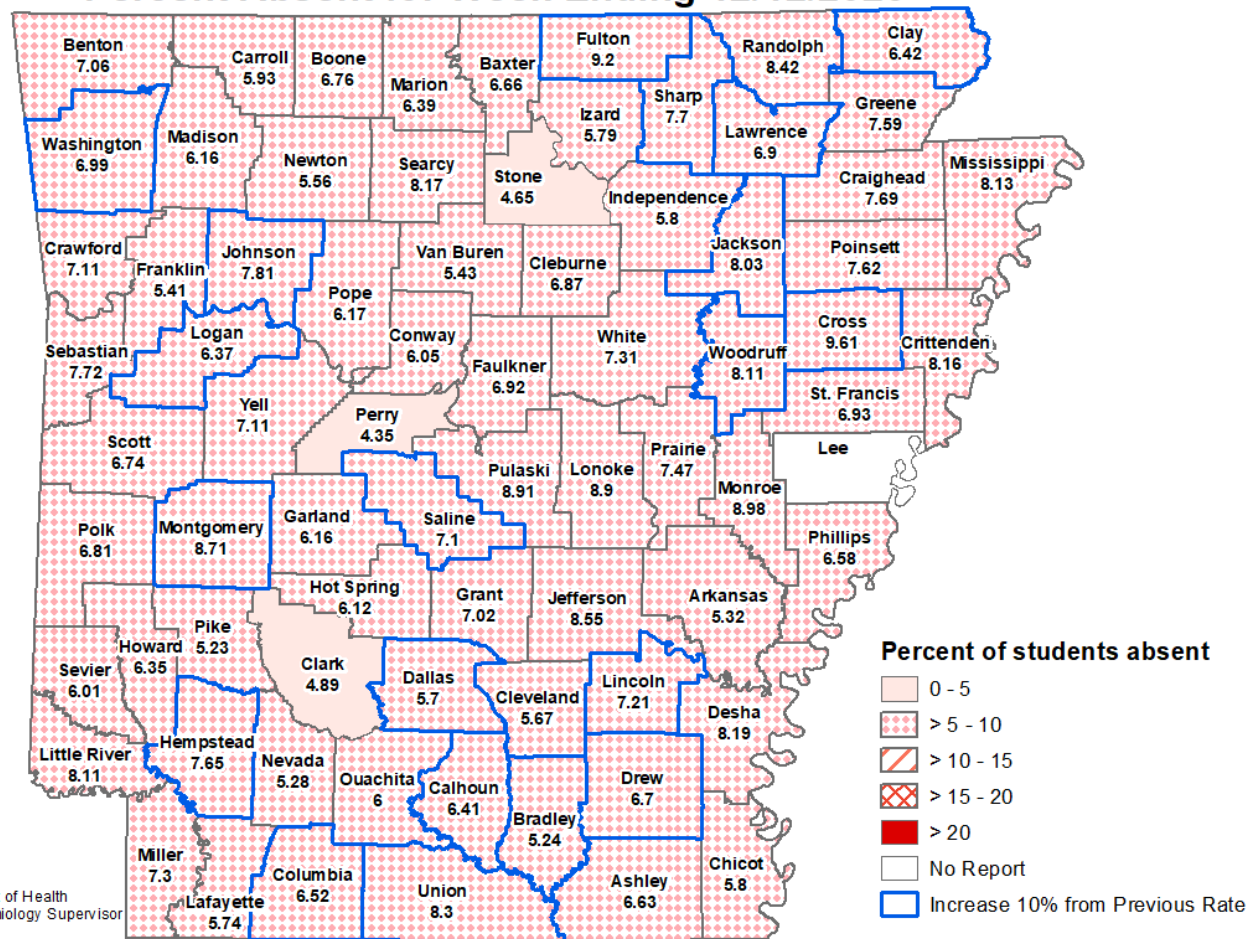 Percent Absent for Week Ending
Benton
7.06
Carroll
5.93
Boone
6.76
Marion
6.39
Baxter
6.66
Fulton
9.2
Randolph
8.42
Clay
6.42
Izard
5.79
Sharp
7.7
Greene
7.59
Lawrence
6.9
Washington
6.99
Madison
6.16
Newton
5.56
Searcy
8.17
Stone
4.65
Independence
5.8
Craighead
7.69
Mississippi
8.13
Crawford
7.11
Franklin
5.41
Johnson
7.81
Pope
6.17
Van Buren
5.43
Cleburne
6.87
Jackson
8.03
Poinsett
7.62
Sebastian
7.72
Logan
6.37
Conway
6.05
Faulkner
6.92
White
7.31
Woodruff
8.11
Cross
9.61
Crittenden
8.16
St. Francis
6.93
Yell
7.11
Perry
4.35
Scott
6.74
Pulaski
8.91
Lonoke
8.9
Prairie
7.47
Lee
Monroe
8.98
Polk
6.81
Montgomery
8.71
Garland
6.16
Saline
7.1
Phillips
6.58
Hot Spring
6.12
Grant
7.02
Jefferson
8.55
Arkansas
5.32
Sevier
6.01
Howard
6.35
Pike
5.23
Clark
4.89
Dallas
5.7
Cleveland
5.67
Lincoln
7.21
Desha
8.19
Little River
8.11
Hempstead
7.65
Nevada
5.28
Ouachita
6
Calhoun
6.41
Bradley
5.24
Drew
6.7
Miller
7.3
Lafayette
5.74
Columbia
6.52
Union
8.3
Ashley
6.63
Chicot
5.8
of Health
iology Supervisor
Percent of students absent
0 - 5
> 5 - 10
> 10 - 15
> 15 - 20
> 20
No Report
Increase 10% from Previous Rate